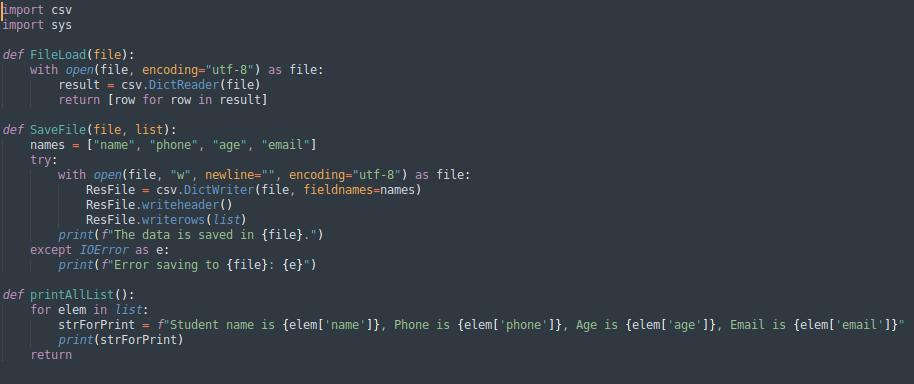 import csv
import sys
def FileLoad(file):
with open(file, encoding="utf-8") as file:
result = csv.DictReader(file)
return [row for row in result]
def SaveFile(file, list):
names = ["name", "phone", "age", "email"]
try:
with open(file, "w", newline="", encoding="utf-8") as file:
ResFile = csv.DictWriter(file, fieldnames=names)
ResFile.writeheader()
ResFile.writerows(list)
print(f"The data is saved in {file}.")
except IOError as e:
print(f"Error saving to {file}: {e}")
def printAllList():
for elem in list:
strForPrint = f"Student name is {elem['name']}, Phone is {elem['phone']}, Age is {elem['age']}, Email is {elem['email']}"
print(strForPrint)
return